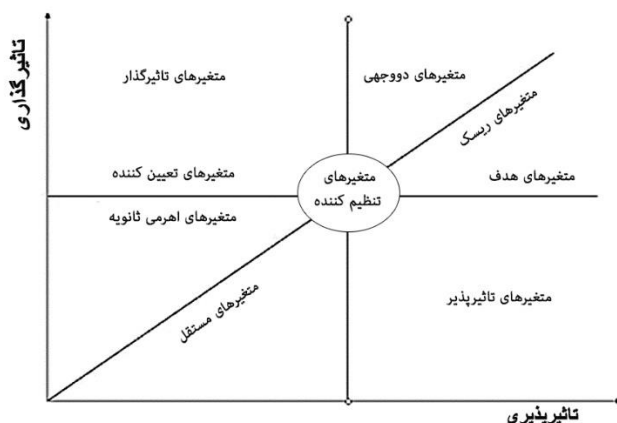 تاثیرگذاری
متغیرهای تاثیرگذار
متغیرهای دووجهی
متغیرهای ریسک
متغیرهای تعیین کننده
متغیرهای
تنظیم کننده
متغیرهای هدف
متغیرهای اهرمی ثانویه
متغیرهای مستقل
متغیرهای تاثیرپذیر
تاثیرپذیری